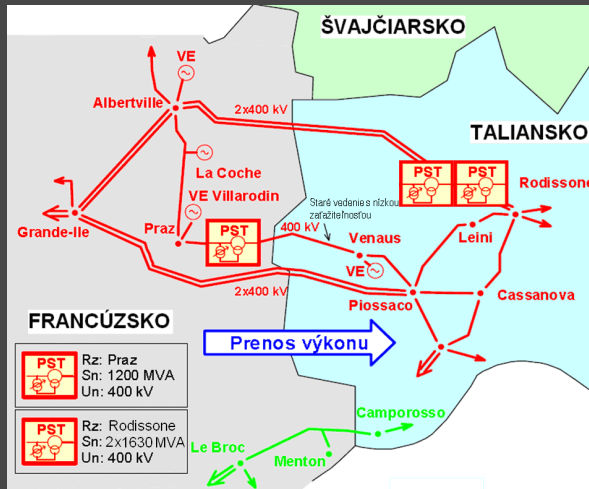 ŠVAJČIARSKO
VE
Albertville
2x400 kV
TALIANSKO
La Coche
VE Villarodin
PST
PST
Rodissone
Staré vedenie s nízkou
zaťažiteľnosťou
Grande-Ile
Praz
PST
400 kV
Venaus
Leini
VE
2x400 kV
Piossaco
Cassanova
FRANCÚZSKO
Prenos výkonu
PST
Rz: Praz
Sn: 1200 MVA
Un: 400 kV
PST
Rz: Rodissone
Sn: 2x1630 MVA
Un: 400 kV
Camporosso
Le Broc
Menton